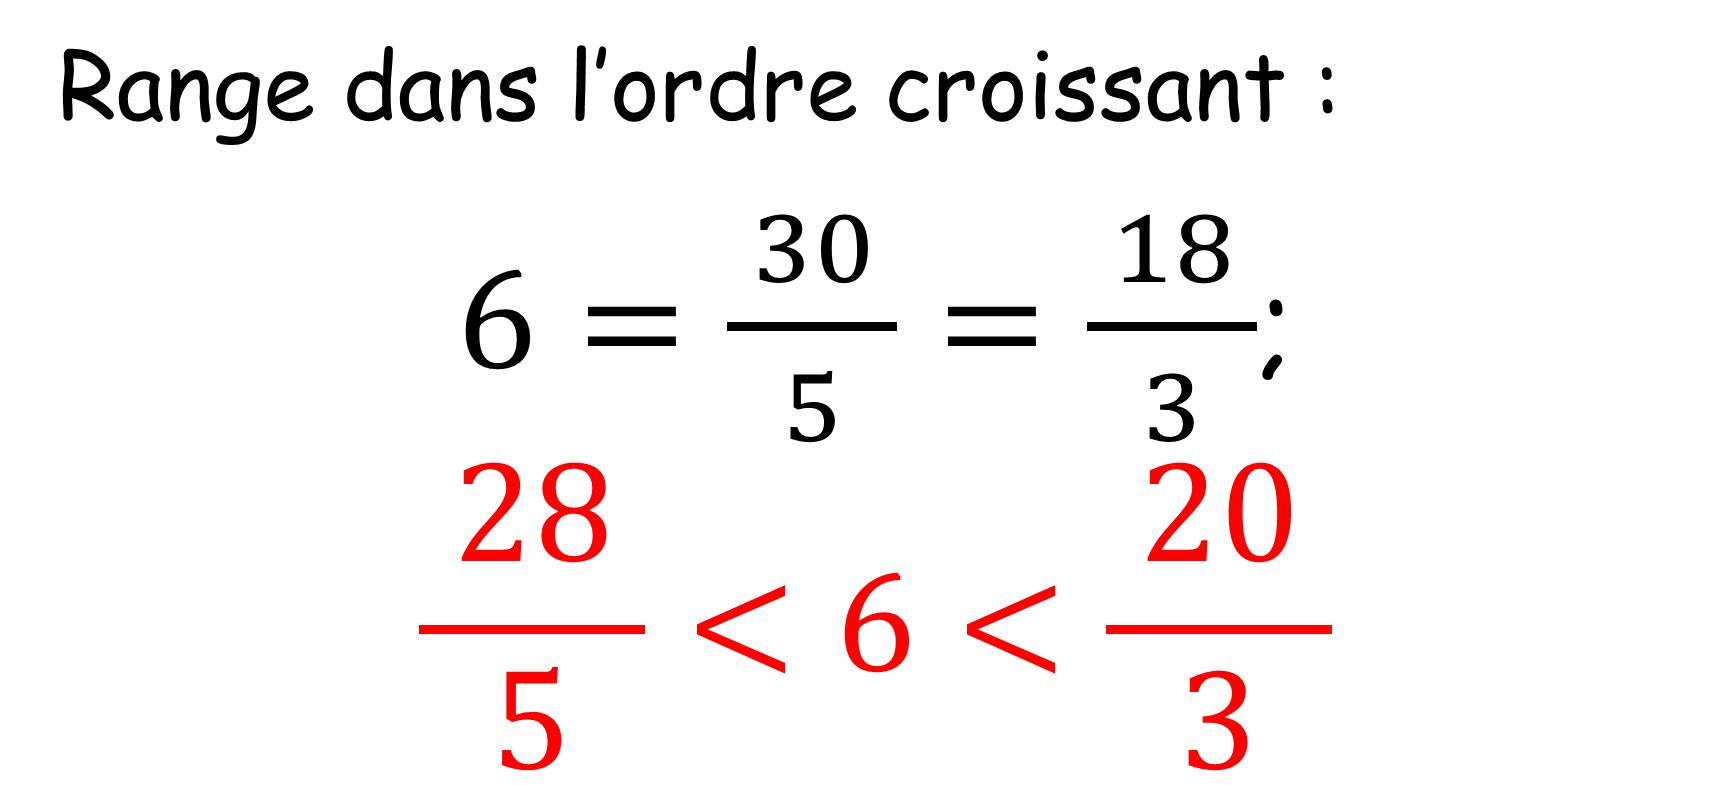 Range dans l’ordre croissant :
6 = 30/5 = 18/3;
28/5 < 6 < 20/3